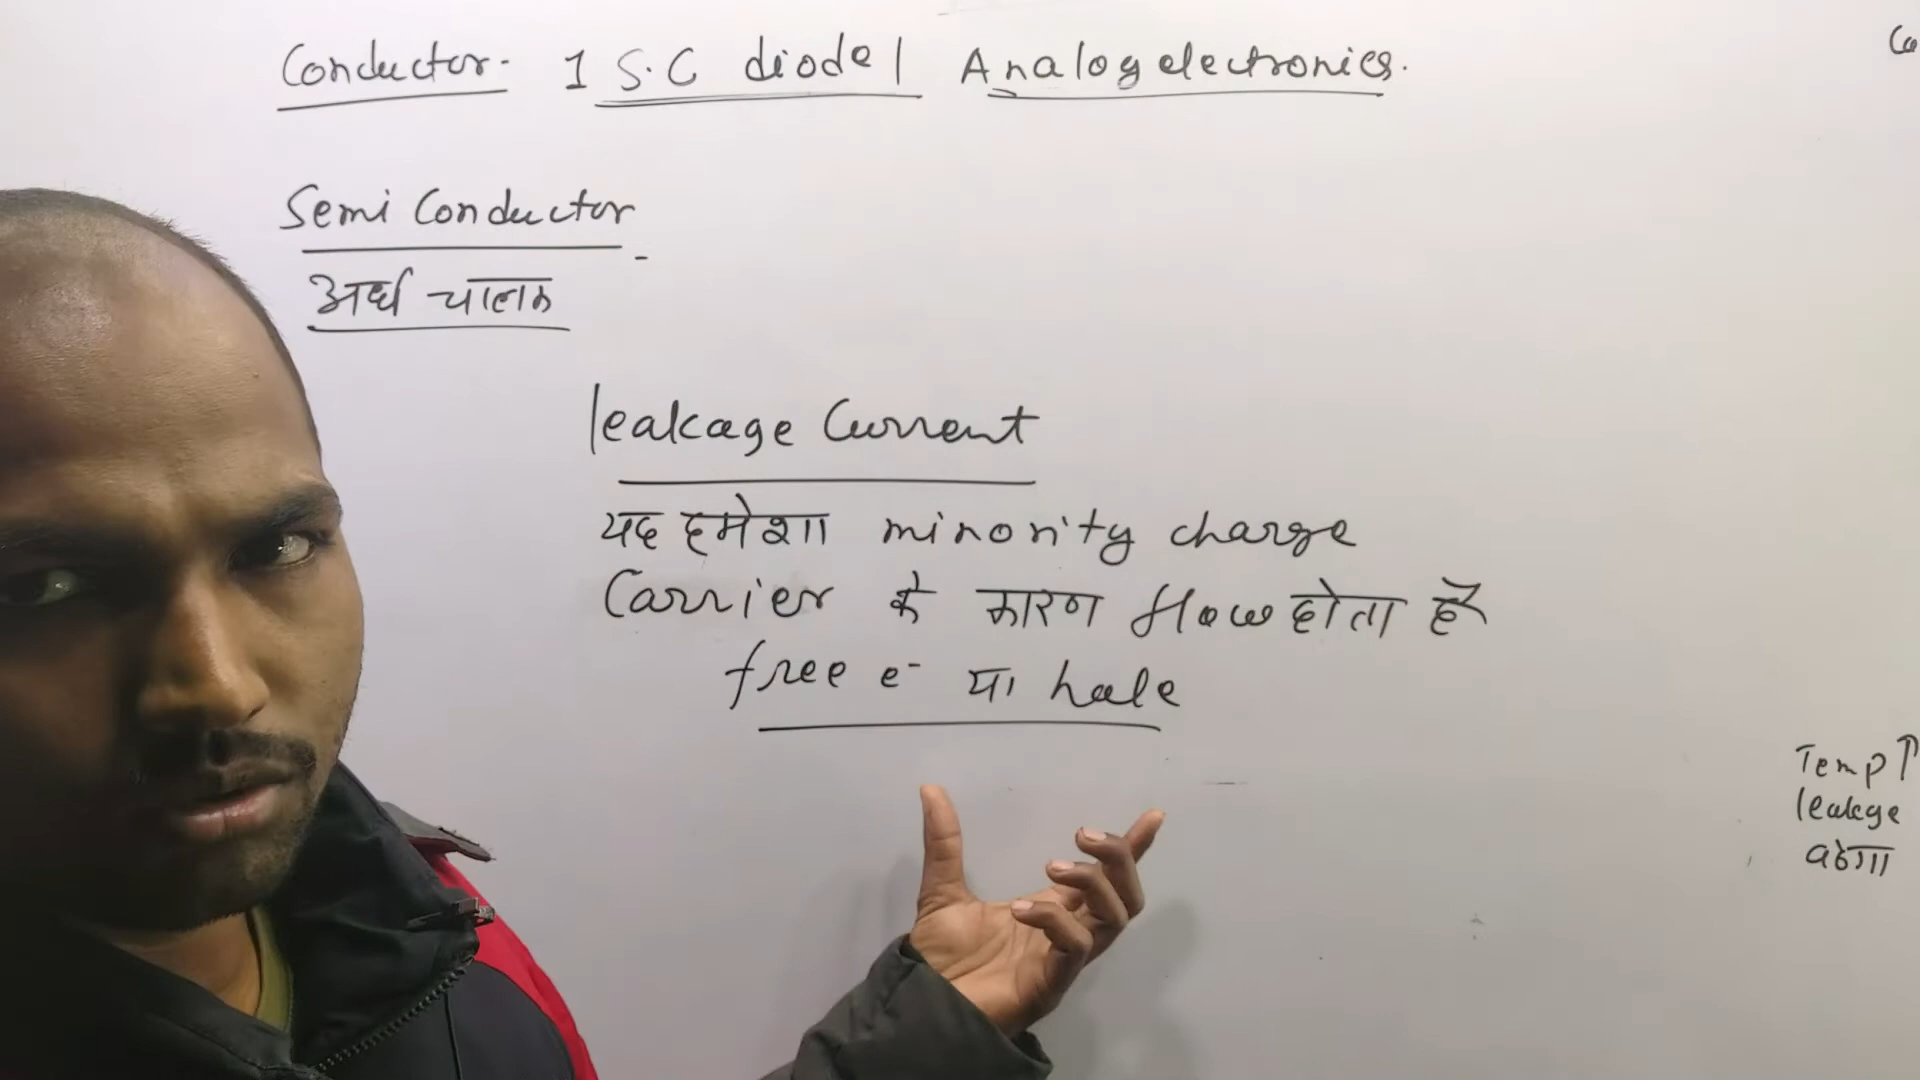 Conductor. 1 S.C diode | Analog electronics.
Semi Conductor
अर्ध चालक
leakage Current
यह हमेशा minority charge
Carrier के कारण flow होता है
free e- या hole
Temp ↑
leakge
बढेगा